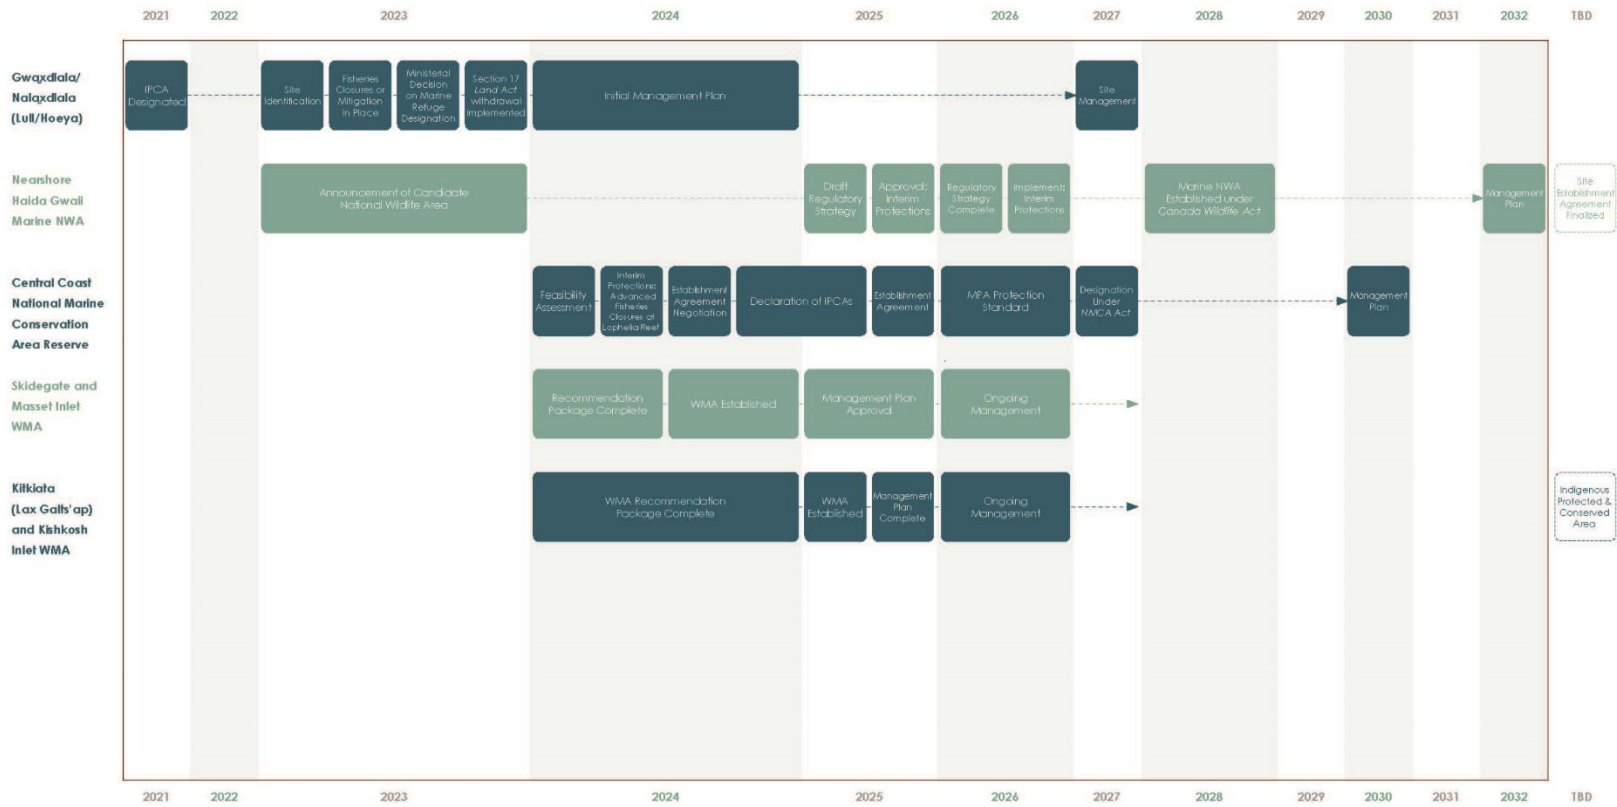 2021 2022 2023 2024 2025 2026 2027 2028 2029 2030 2031 2032 TBD
Gwa̱xdlala/
Nala̱xdlala
(Lull/Hoeya)
IPCA
Designated
Site
Identification
Fisheries
Closures or
Mitigation
in Place
Ministerial
Decision
on Marine
Refuge
Designation
Section 17
Land Act
withdrawal
implemented
Initial Management Plan
Site
Management
Nearshore
Haida Gwaii
Marine NWA
Announcement of Candidate
National Wildlife Area
Draft
Regulatory
Strategy
Approval:
Interim
Protections
Regulatory
Strategy
Complete
Implement:
Interim
Protections
Marine NWA
Established under
Canada Wildlife Act
Management
Plan
Site
Establishment
Agreement
Finalized
Central Coast
National Marine
Conservation
Area Reserve
Feasibility
Assessment
Interim
Protections:
Advanced
Fisheries
Closures at
Lophelia Reef
Establishment
Agreement
Negotiation
Declaration of IPCAs
Establishment
Agreement
MPA Protection
Standard
Designation
Under
NMCA Act
Management
Plan
Skidegate and
Masset Inlet
WMA
Recommendation
Package Complete
WMA Established
Management Plan
Approval
Ongoing
Management
Kitkiata
(Lax Galts'ap)
and Kishkosh
Inlet WMA
WMA Recommendation
Package Complete
WMA
Established
Management
Plan
Complete
Ongoing
Management
Indigenous
Protected &
Conserved
Area
2021 2022 2023 2024 2025 2026 2027 2028 2029 2030 2031 2032 TBD